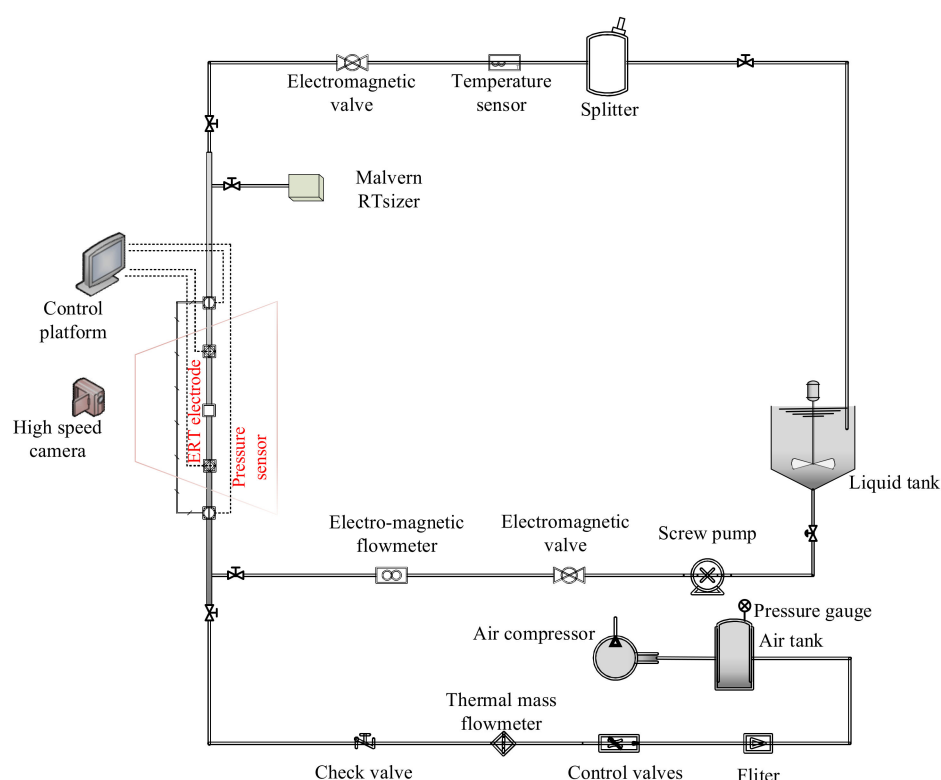 Electromagnetic
valve
Temperature
sensor
Splitter
Malvern
RTsizer
Control
platform
ERT electrode
High speed
camera
Pressure
sensor
Liquid tank
Electro-magnetic
flowmeter
Electromagnetic
valve
Screw pump
Pressure gauge
Air compressor
Air tank
Thermal mass
flowmeter
Check valve
Control valves
Fliter